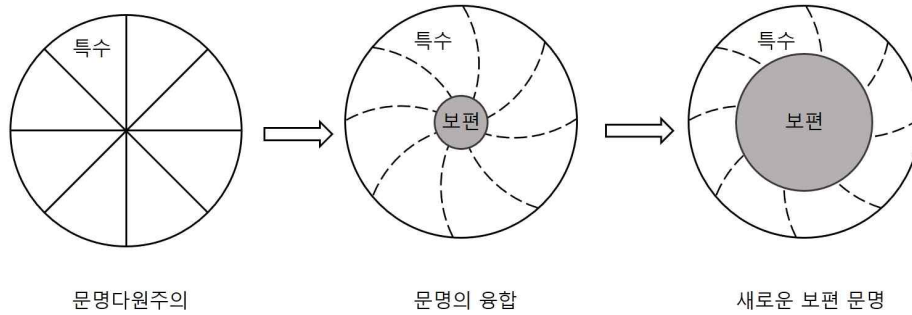 특수
특수
특수
보편
보편
문명다원주의
문명의 융합
새로운 보편 문명